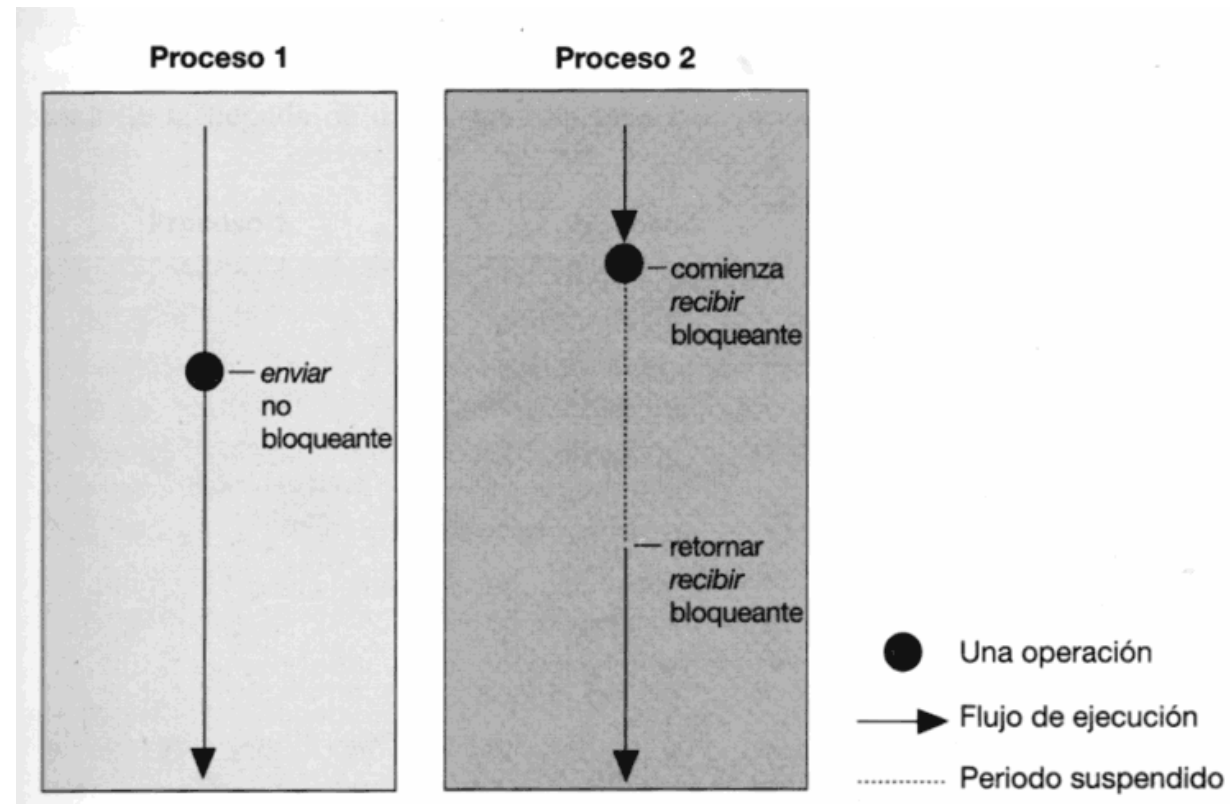 Proceso 1
Proceso 2
comienza
recibir
bloqueante
enviar
no
bloqueante
retornar
recibir
bloqueante
Una operación
Flujo de ejecución
Periodo suspendido